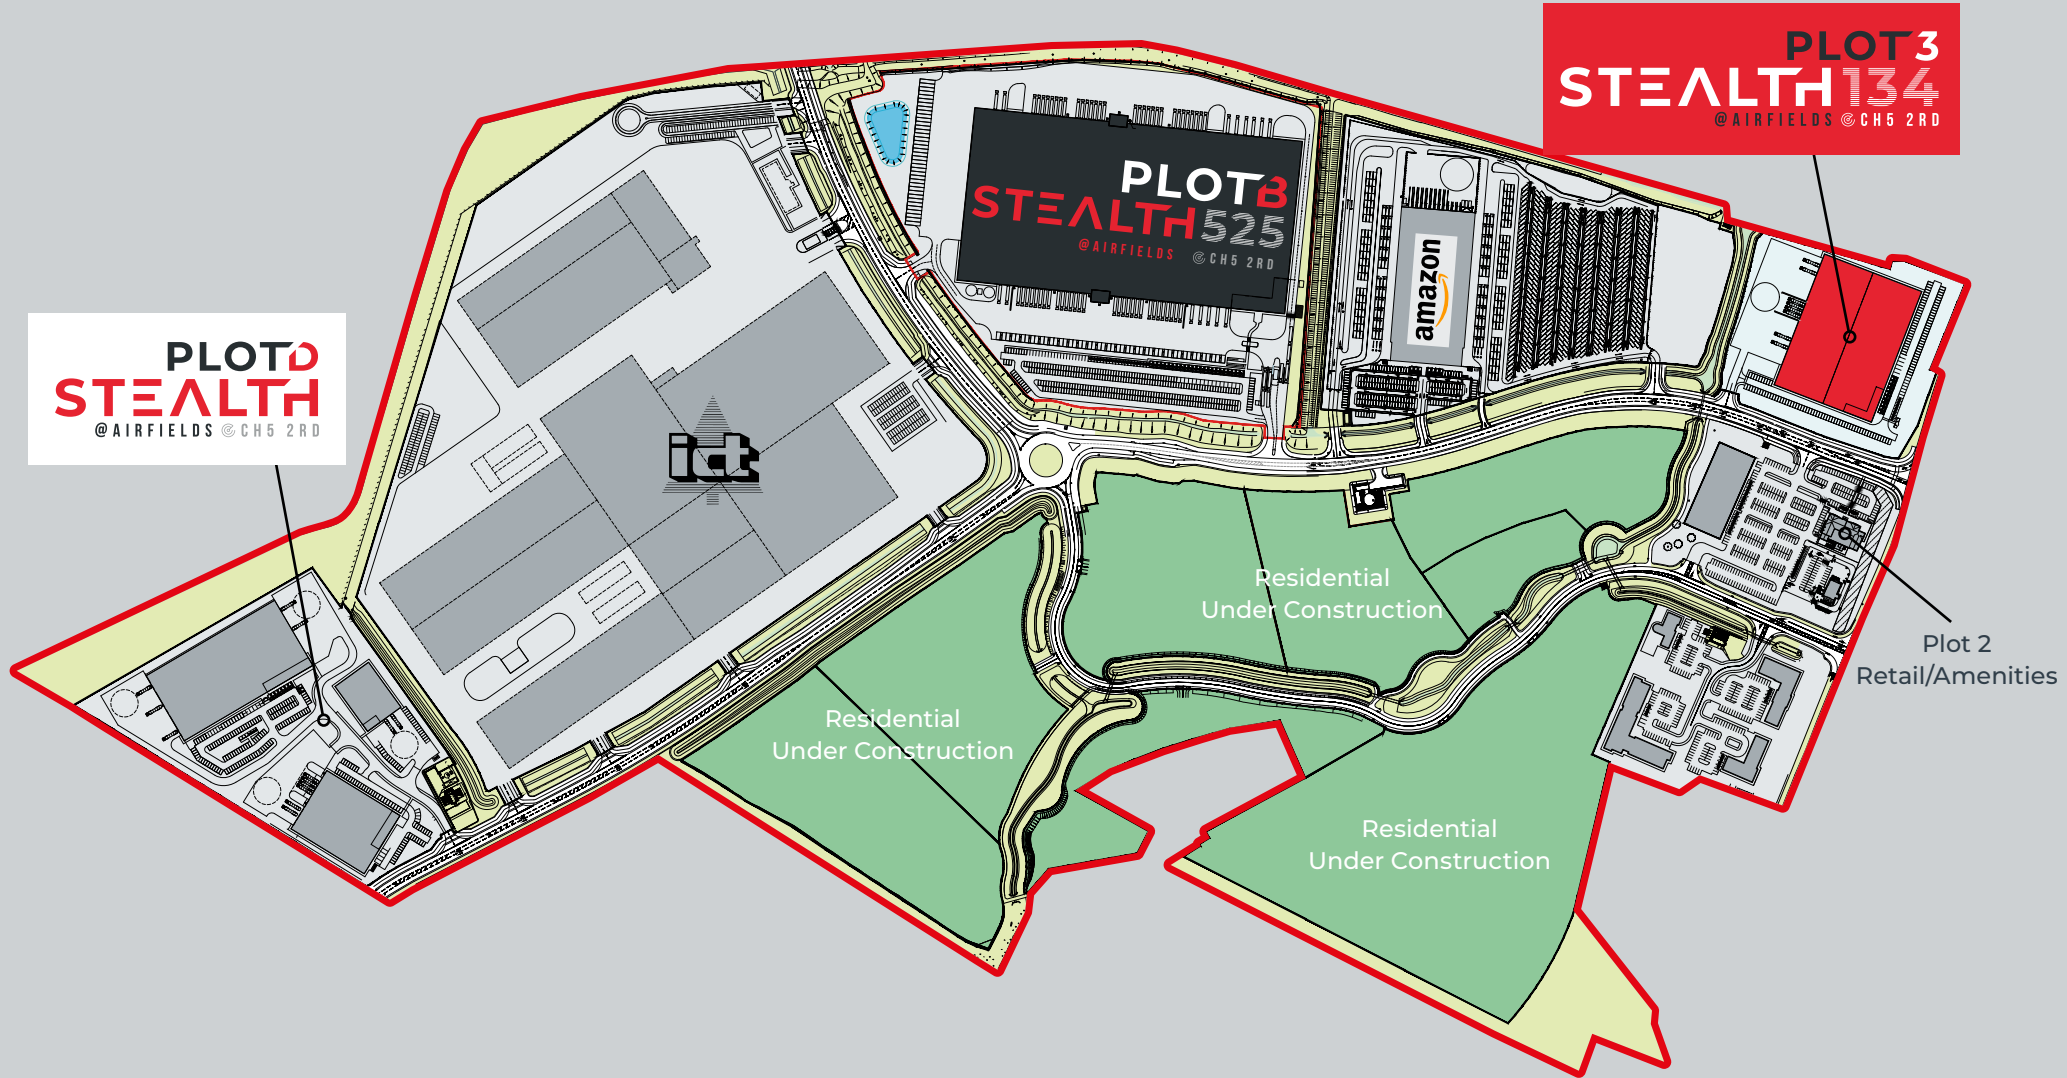 PLOT 3
STEALTH 134
@AIRFIELDS CH5 2RD
PLOT B
STEALTH 525
@AIRFIELDS CH5 2RD
amazon
PLOT D
STEALTH
@AIRFIELDS CH5 2RD
ict
Residential
Under Construction
Plot 2
Retail/Amenities
Residential
Under Construction
Residential
Under Construction